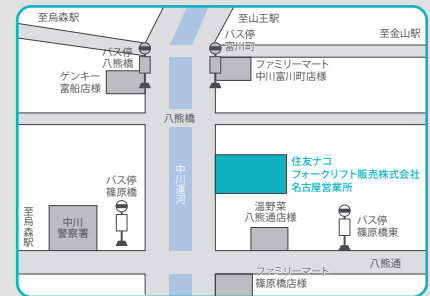 至烏森駅
至山王駅
至金山駅
バス停
八熊橋
バス停
富川町
ゲンキー
富船店様
ファミリーマート
中川富川町店様
八熊橋
中川運河
住友ナコ
フォークリフト販売株式会社
名古屋営業所
バス停
篠原橋
温野菜
八熊通店様
至烏森駅
中川
警察署
バス停
篠原橋東
八熊通
ファミリーマート
篠原橋店様